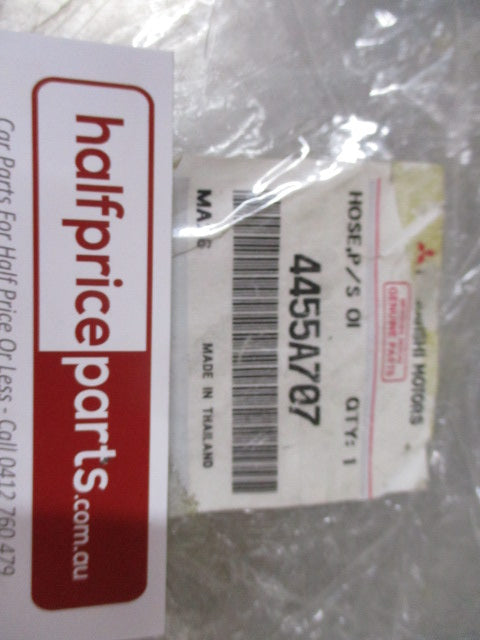 MITSUBISHI MOTORS
GENUINE PARTS
HOSE,P/S OI QTY: 1
4455A707
MADE IN THAILAND
halfpriceparts.com.au
Car Parts For Half Price Or Less - Call 0412 760 479